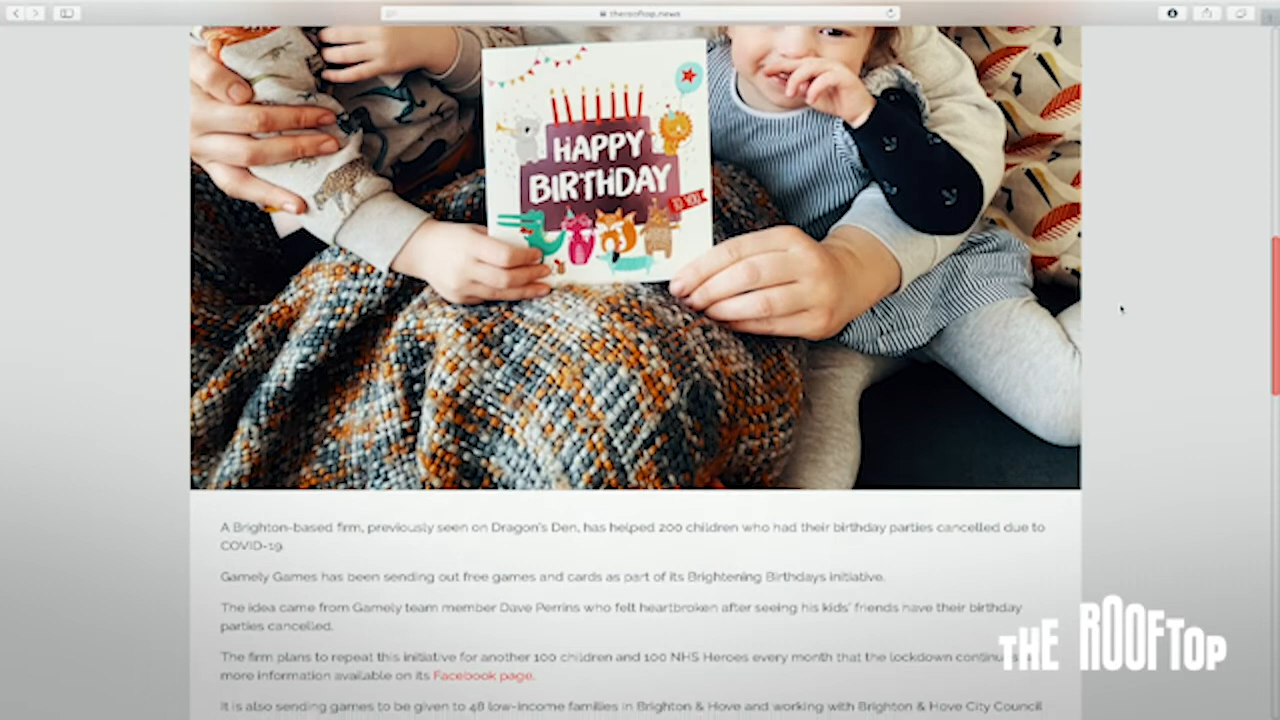 therooftop.news
HAPPY
BIRTHDAY
TO YOU
A Brighton-based firm, previously seen on Dragon's Den, has helped 200 children who had their birthday parties cancelled due to
COVID-19.
Gamely Games has been sending out free games and cards as part of its Brightening Birthdays initiative.
The idea came from Gamely team member Dave Perrins who felt heartbroken after seeing his kids' friends have their birthday
parties cancelled.
The firm plans to repeat this initiative for another 100 children and 100 NHS Heroes every month that the lockdown continues
more information available on its Facebook page.
It is also sending games to be given to 48 low-income families in Brighton & Hove and working with Brighton & Hove City Council
THE ROOFTOP